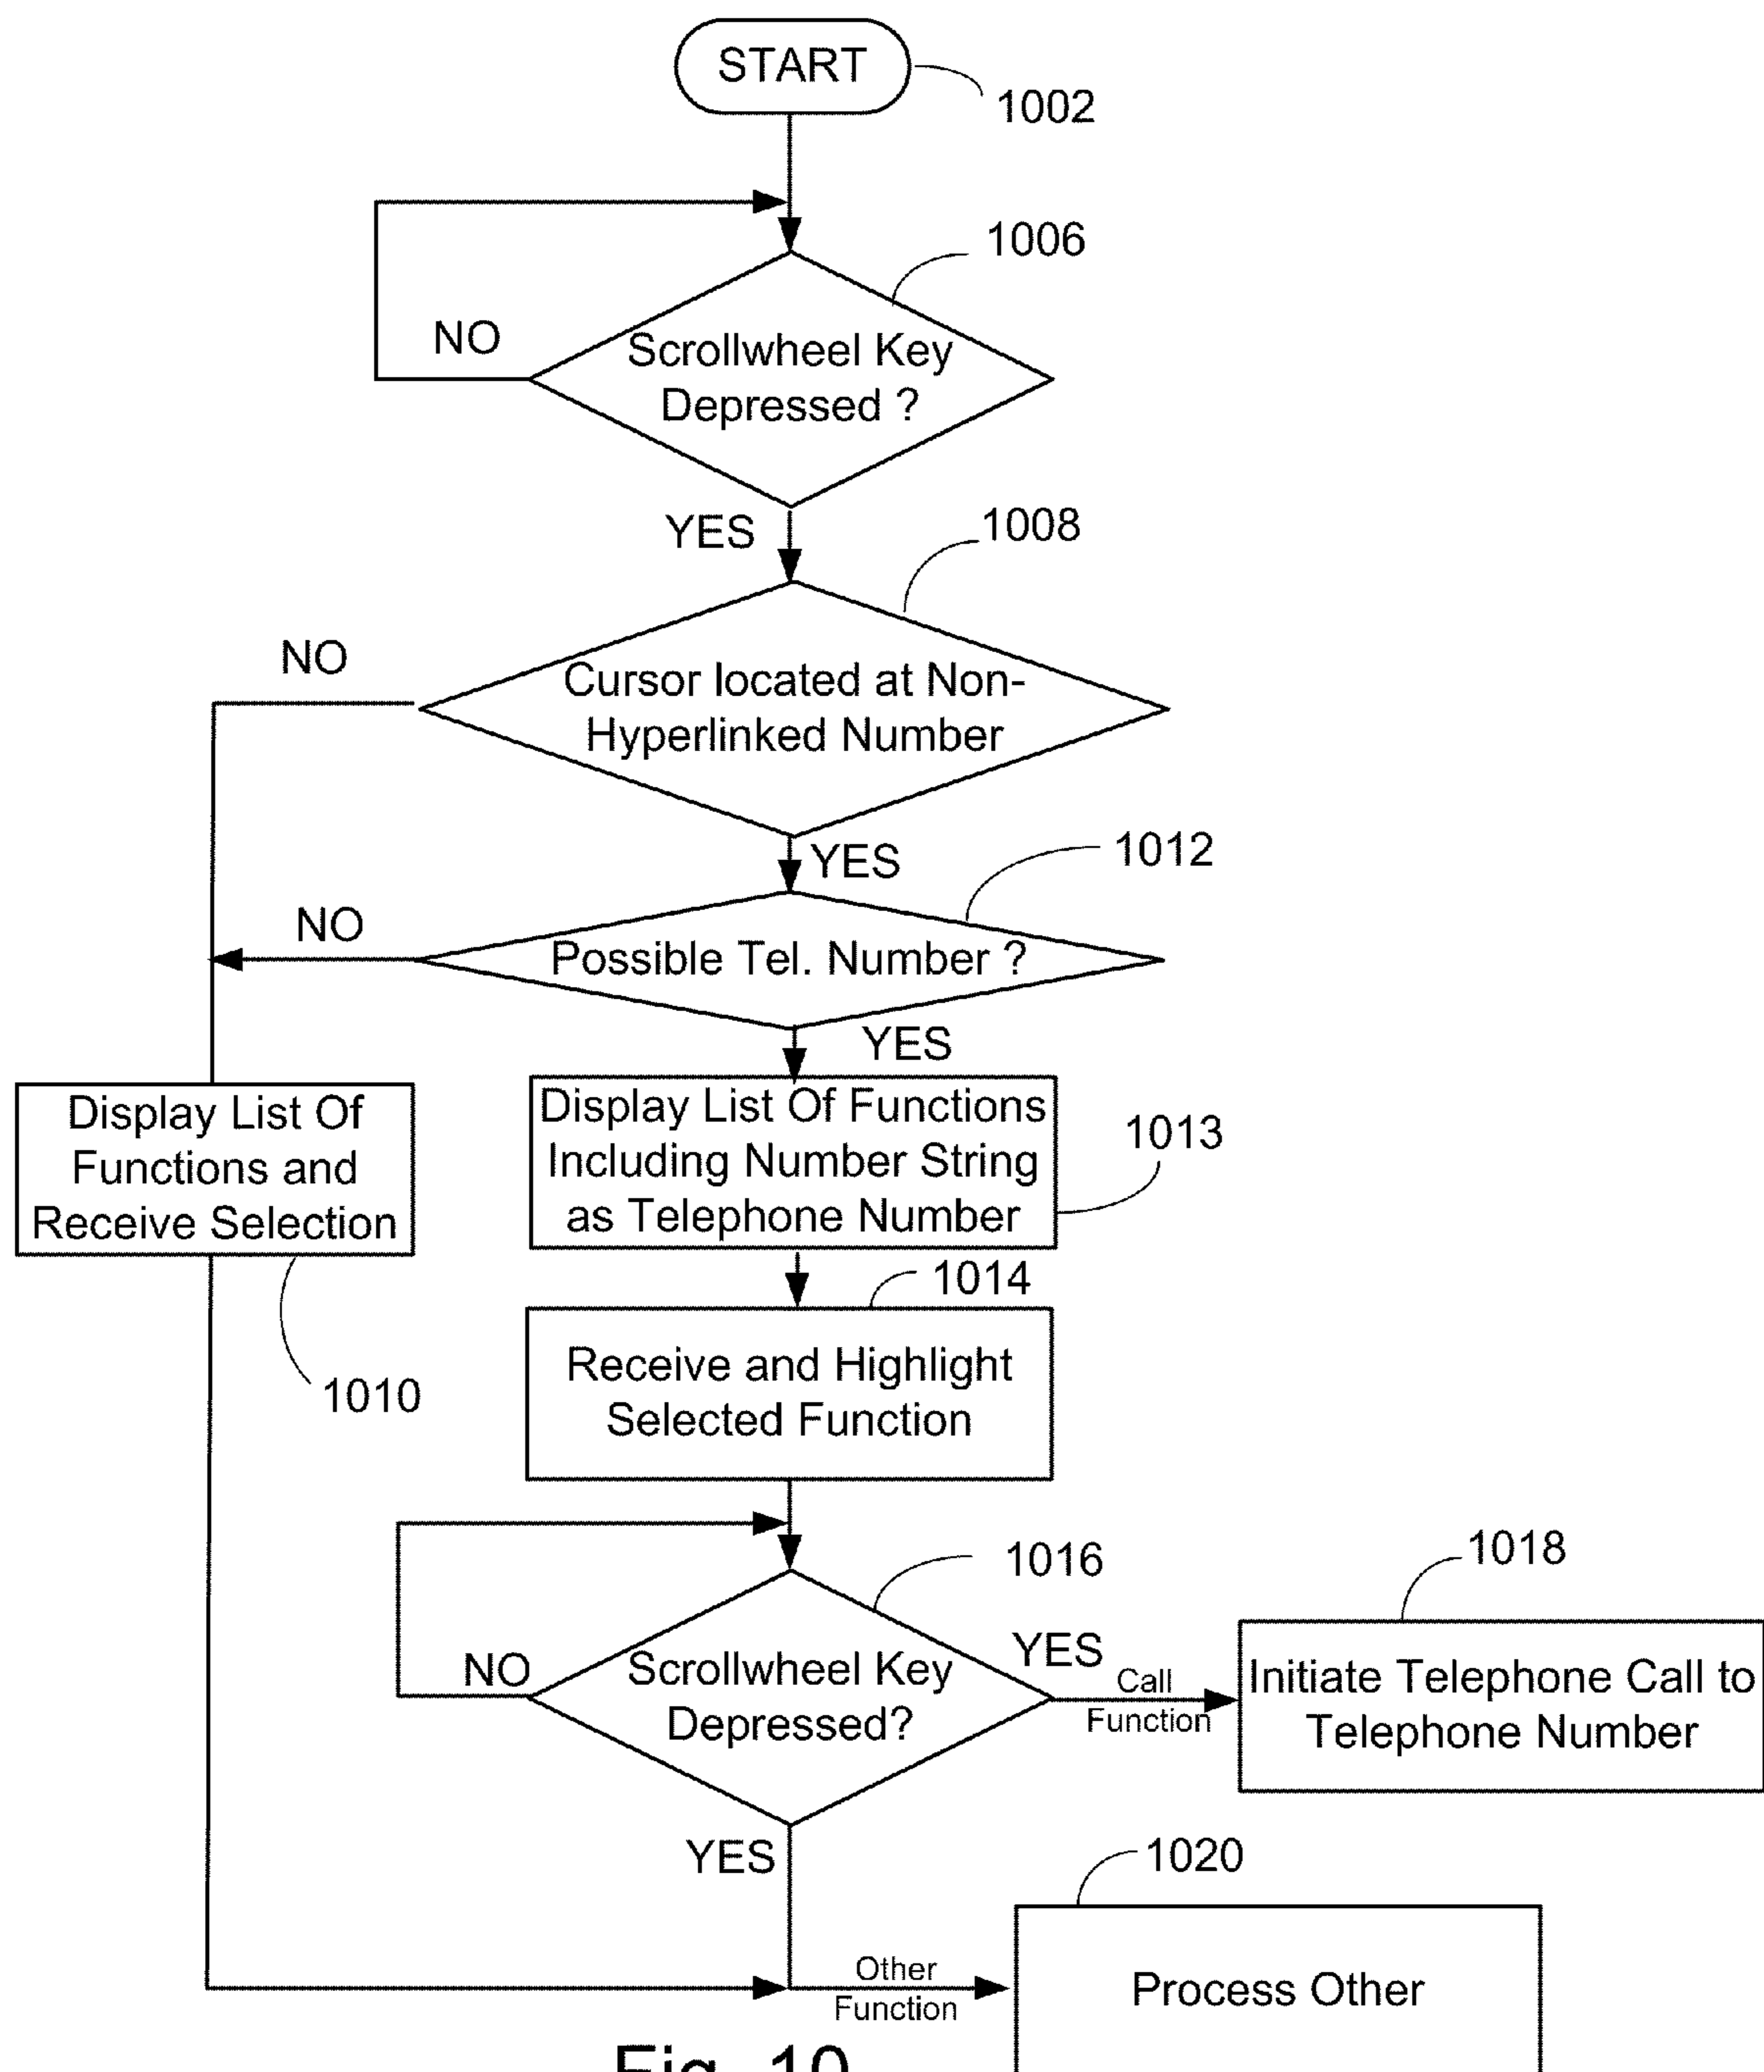 START
1002
1006
NO
Scrollwheel Key
Depressed ?
YES
1008
NO
Cursor located at Non-
Hyperlinked Number
YES
1012
NO
Possible Tel. Number ?
YES
Display List Of
Functions and
Receive Selection
1010
Display List Of Functions
Including Number String
as Telephone Number
1013
1014
Receive and Highlight
Selected Function
1016
NO
Scrollwheel Key
Depressed?
YES
Call
Function
1018
Initiate Telephone Call to
Telephone Number
YES
1020
Other
Function
Process Other
Fig. 10